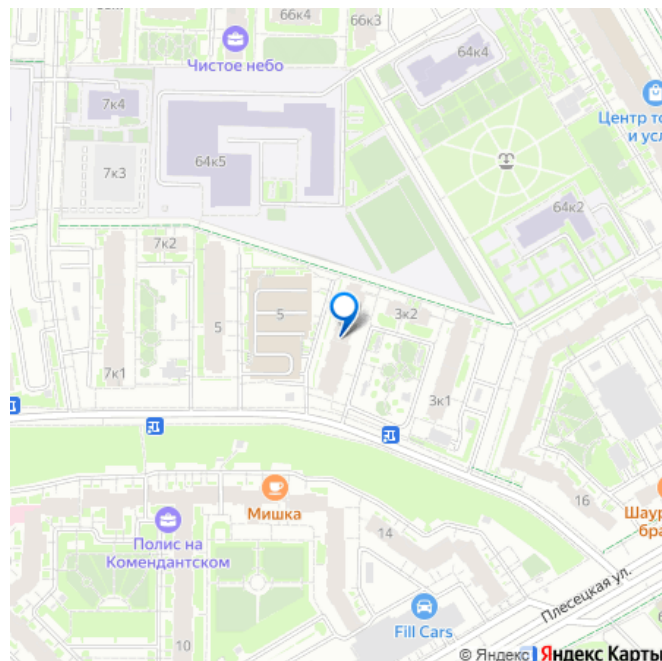 66к4
66к3
Чистое небо
64к4
7к4
Центр то
и усл
7к3
64к5
64к2
7к2
5
5
3к2
7к1
3к1
Мишка
16
Полис на
Комендантском
14
Шаур
бра
Плесецкая ул.
10
Fill Cars
© Яндекс
Яндекс Карты